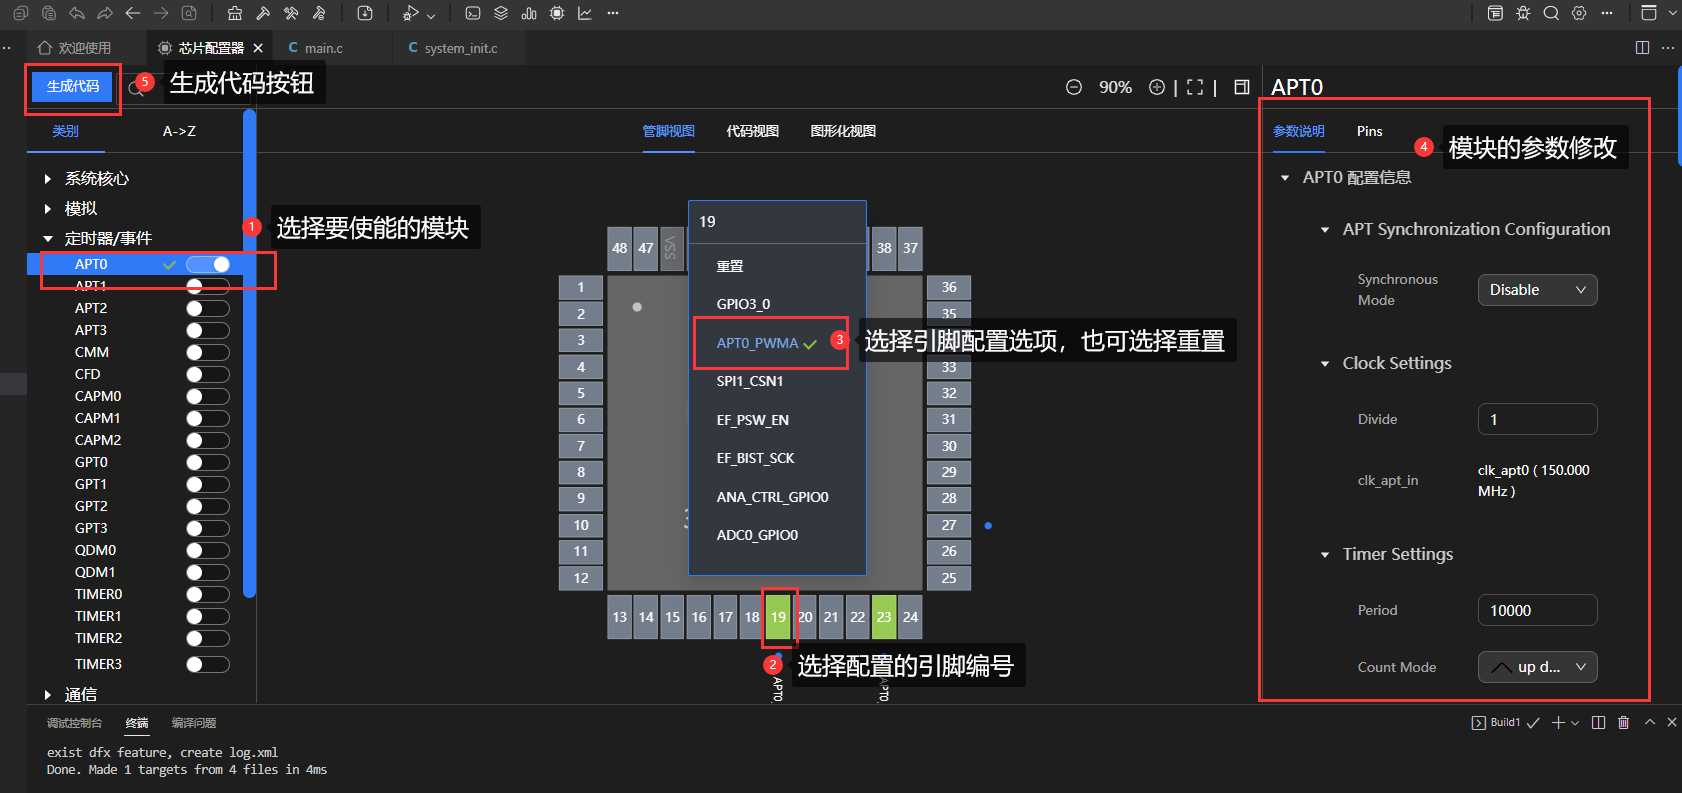 欢迎使用
芯片配置器
C main.c
C system_init.c
生成代码
5
生成代码按钮
90%
APT0
类别
A->Z
管脚视图
代码视图
图形化视图
参数说明
Pins
4
模块的参数修改
系统核心
模拟
定时器/事件
1
选择要使能的模块
APT0
APT1
APT2
APT3
CMM
CFD
CAPM0
CAPM1
CAPM2
GPT0
GPT1
GPT2
GPT3
QDM0
QDM1
TIMER0
TIMER1
TIMER2
TIMER3
通信
48
47
VSS
38
37
1
2
3
4
5
6
7
8
9
10
11
12
36
35
33
32
31
30
29
28
27
26
25
13
14
15
16
17
18
19
20
21
22
23
24
19
重置
GPIO3_0
APT0_PWMA
3
选择引脚配置选项，也可选择重置
SPI1_CSN1
EF_PSW_EN
EF_BIST_SCK
ANA_CTRL_GPIO0
ADC0_GPIO0
2
选择配置的引脚编号
APT0_
APT0_
APT0 配置信息
APT Synchronization Configuration
Synchronous
Mode
Disable
Clock Settings
Divide
1
clk_apt_in
clk_apt0 ( 150.000
MHz )
Timer Settings
Period
10000
Count Mode
up d...
调试控制台
终端
编译问题
Build1
exist dfx feature, create log.xml
Done. Made 1 targets from 4 files in 4ms